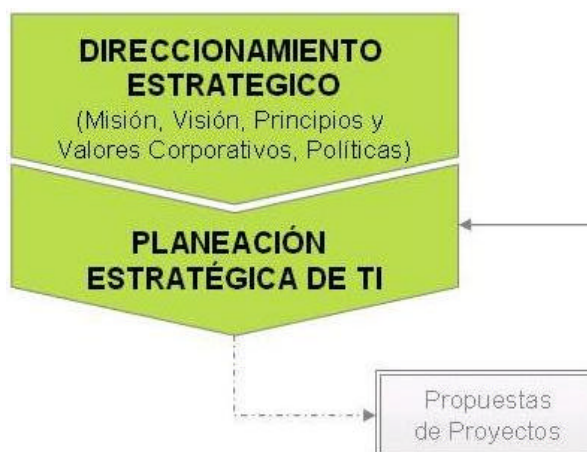 DIRECCIONAMIENTO
ESTRATEGICO
(Misión, Visión, Principios y
Valores Corporativos, Políticas)
PLANEACIÓN
ESTRATÉGICA DE TI
Propuestas
de Proyectos